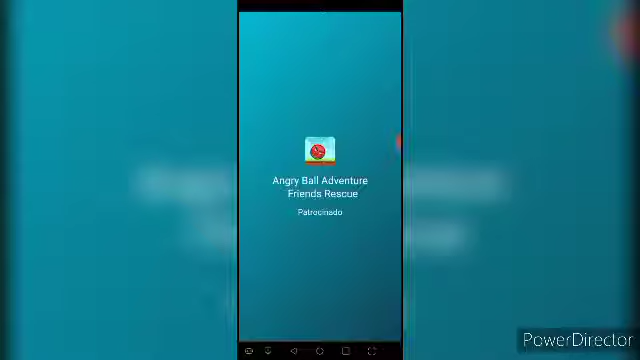 Angry Ball Adventure
Friends Rescue
Patrocinado
PowerDirector